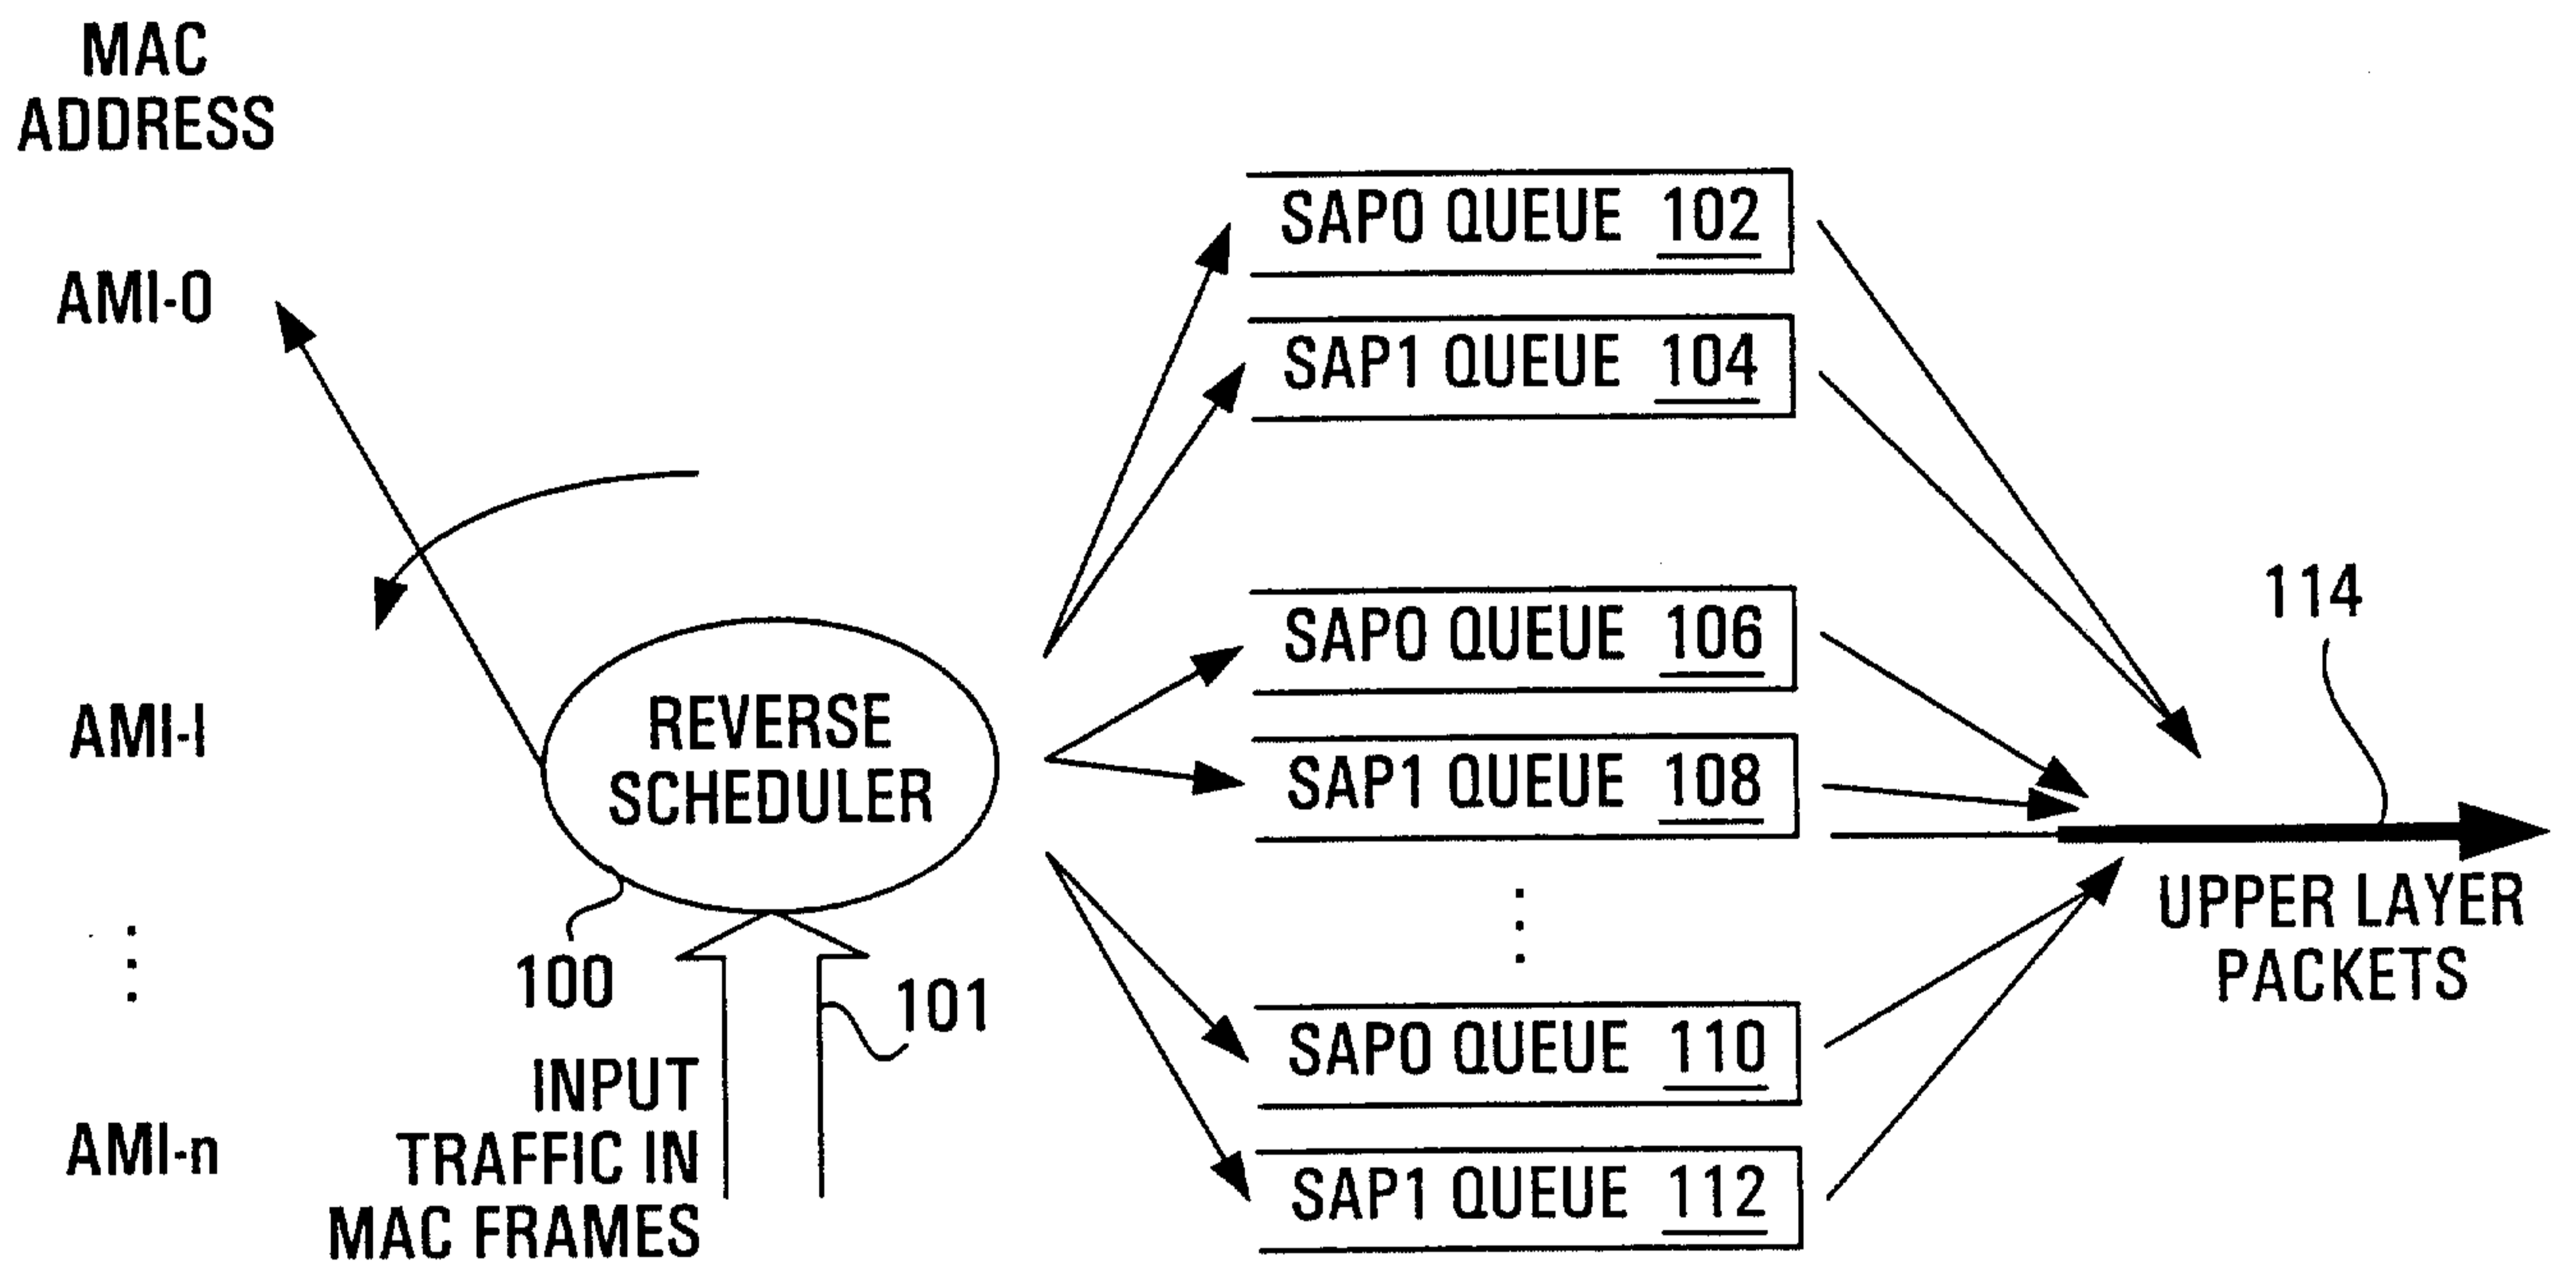 MAC
ADDRESS
AMI-0
AMI-I
AMI-n
REVERSE
SCHEDULER
100
101
INPUT
TRAFFIC IN
MAC FRAMES
SAP0 QUEUE 102
SAP1 QUEUE 104
SAP0 QUEUE 106
SAP1 QUEUE 108
SAP0 QUEUE 110
SAP1 QUEUE 112
114
UPPER LAYER
PACKETS